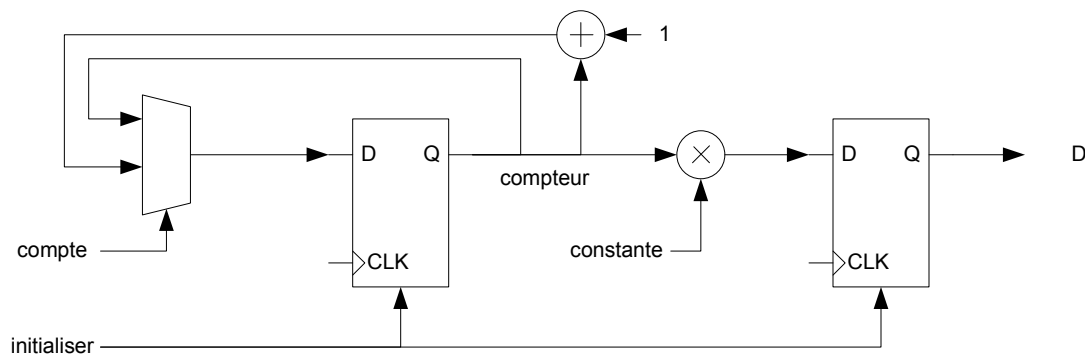 1
D Q
D Q
D
compteur
compte
constante
CLK
CLK
initialiser